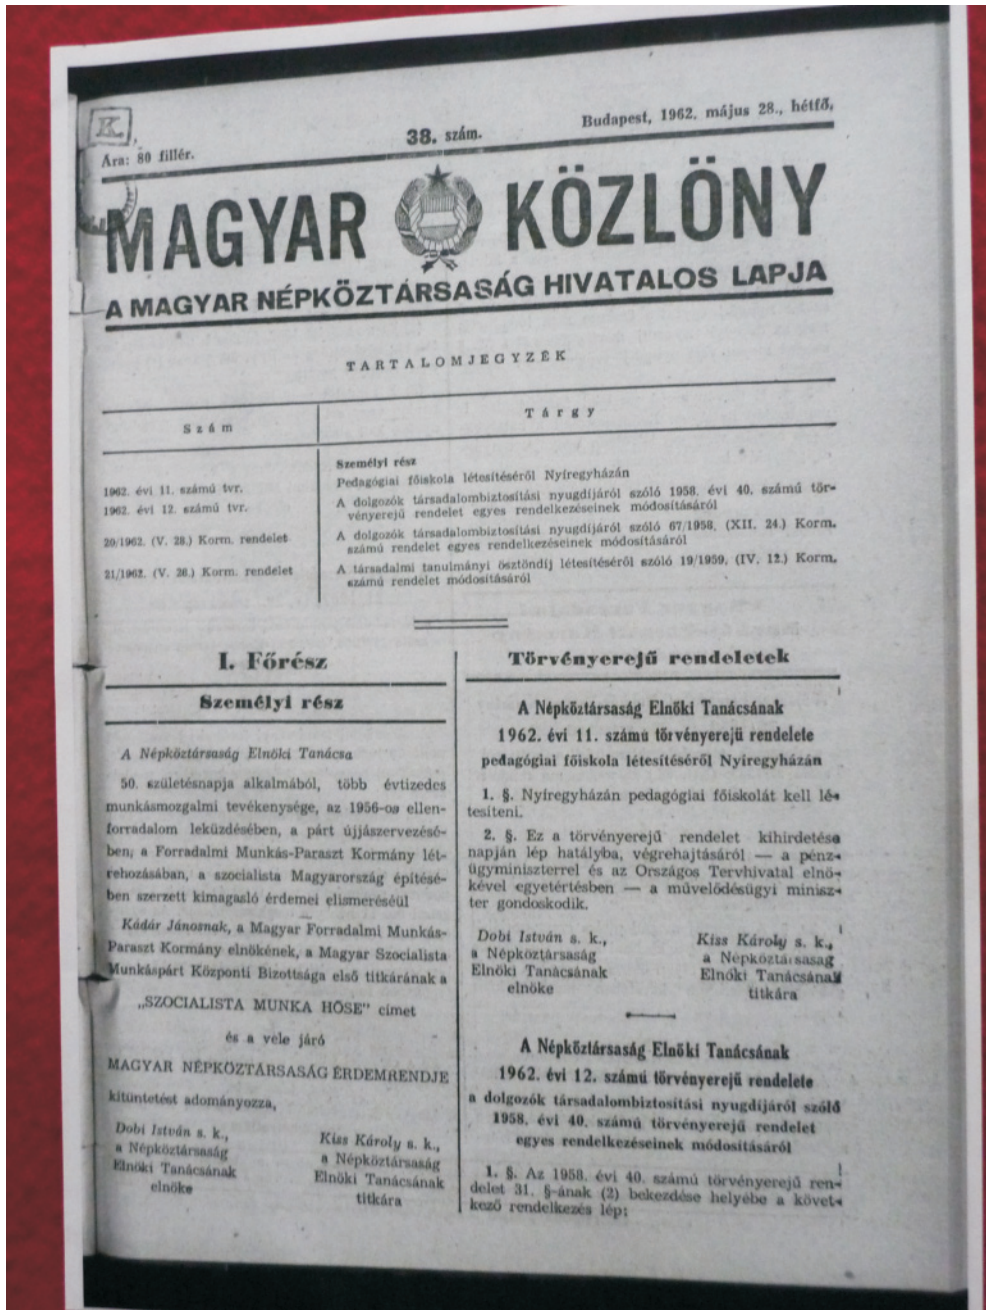 K.
Ára: 80 fillér.
38. szám.
Budapest, 1962. május 28., hétfő.
MAGYAR KÖZLÖNY
A MAGYAR NÉPKÖZTÁRSASÁG HIVATALOS LAPJA
TARTALOMJEGYZÉK
Szám
Tárgy
Személyi rész
1962. évi 11. számú tvr.
Pedagógiai főiskola létesítéséről Nyíregyházán
1962. évi 12. számú tvr.
A dolgozók társadalombiztosítási nyugdíjáról szóló 1958. évi 40. számú tör-
vényerejű rendelet egyes rendelkezéseinek módosításáról
20/1962. (V. 28.) Korm. rendelet
A dolgozók társadalombiztosítási nyugdíjáról szóló 67/1958. (XII. 24.) Korm.
számú rendelet egyes rendelkezéseinek módosításáról
21/1962. (V. 28.) Korm. rendelet
A társadalmi tanulmányi ösztöndíj létesítéséről szóló 19/1959. (IV. 12.) Korm.
számú rendelet módosításáról
I. Főrész
Személyi rész
A Népköztársaság Elnöki Tanácsa
50. születésnapja alkalmából, több évtizedes
munkásmozgalmi tevékenysége, az 1956-os ellen-
forradalom leküzdésében, a párt újjászervezésé-
ben, a Forradalmi Munkás-Paraszt Kormány lét-
rehozásában, a szocialista Magyarország építésé-
ben szerzett kimagasló érdemei elismeréséül
Kádár Jánosnak, a Magyar Forradalmi Munkás-
Paraszt Kormány elnökének, a Magyar Szocialista
Munkáspárt Központi Bizottsága első titkárának a
„SZOCIALISTA MUNKA HŐSE” címet
és a vele járó
MAGYAR NÉPKÖZTÁRSASÁG ÉRDEMRENDJE
kitüntetést adományozza.
Dobi István s. k.,
a Népköztársaság
Elnöki Tanácsának
elnöke
Kiss Károly s. k.,
a Népköztársaság
Elnöki Tanácsának
titkára
Törvényerejű rendeletek
A Népköztársaság Elnöki Tanácsának
1962. évi 11. számú törvényerejű rendelete
pedagógiai főiskola létesítéséről Nyíregyházán
1. §. Nyíregyházán pedagógiai főiskolát kell lé-
tesíteni.
2. §. Ez a törvényerejű rendelet kihirdetése
napján lép hatályba, végrehajtásáról — a pénz-
ügyminiszterrel és az Országos Tervhivatal elnö-
kével egyetértésben — a művelődésügyi minisz-
ter gondoskodik.
Dobi István s. k.,
a Népköztársaság
Elnöki Tanácsának
elnöke
Kiss Károly s. k.,
a Népköztársaság
Elnöki Tanácsának
titkára
A Népköztársaság Elnöki Tanácsának
1962. évi 12. számú törvényerejű rendelete
a dolgozók társadalombiztosítási nyugdíjáról szóló
1958. évi 40. számú törvényerejű rendelet
egyes rendelkezéseinek módosításáról
1. §. Az 1958. évi 40. számú törvényerejű ren-
delet 31. §-ának (2) bekezdése helyébe a követ-
kező rendelkezés lép: